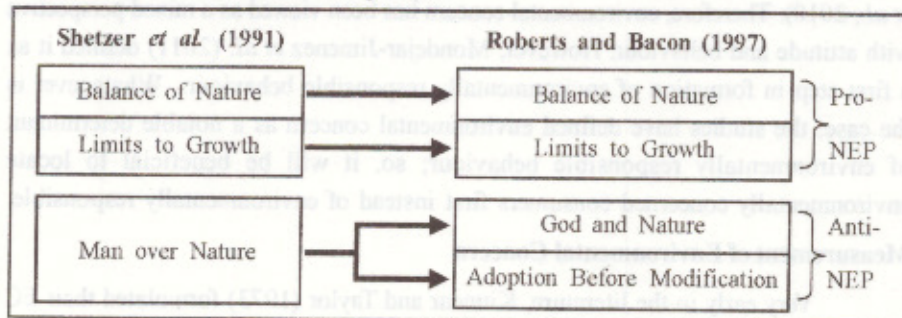 Shetzer et al. (1991) Roberts and Bacon (1997)
Balance of Nature Balance of Nature Pro-
Limits to Growth Limits to Growth NEP
God and Nature Anti-
Man over Nature
Adoption Before Modification NEP